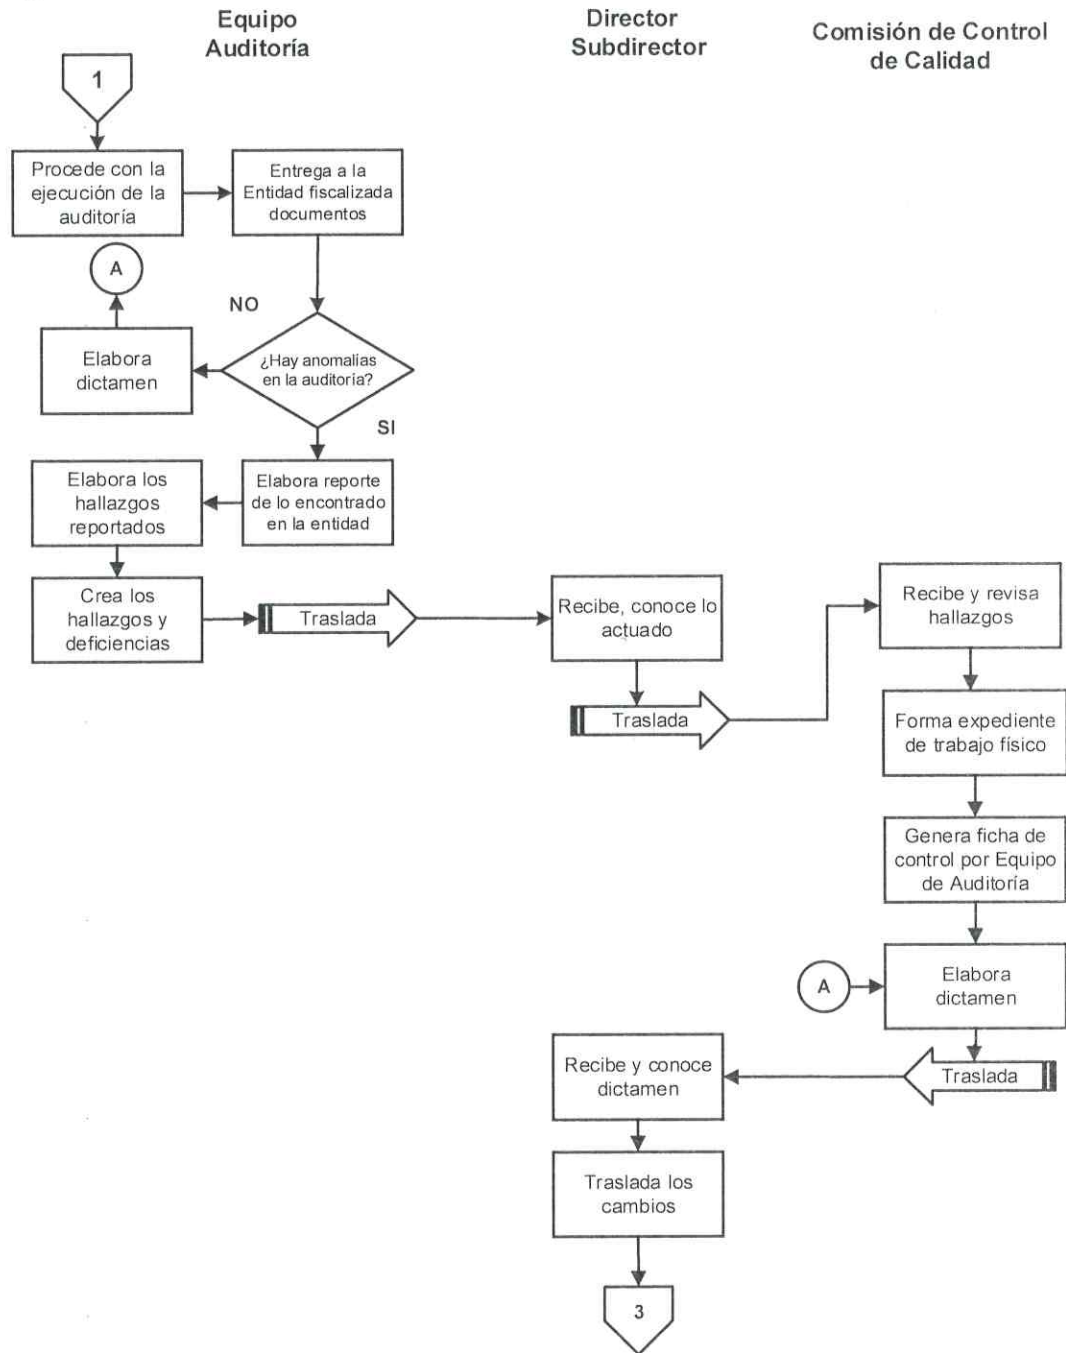 Equipo
Auditoría
Director
Subdirector
Comisión de Control
de Calidad
1
Procede con la
ejecución de la
auditoría
Entrega a la
Entidad fiscalizada
documentos
A
NO
Elabora
dictamen
¿Hay anomalías
en la auditoría?
SI
Elabora los
hallazgos
reportados
Elabora reporte
de lo encontrado
en la entidad
Crea los
hallazgos y
deficiencias
Traslada
Recibe, conoce lo
actuado
Traslada
Recibe y revisa
hallazgos
Forma expediente
de trabajo físico
Genera ficha de
control por Equipo
de Auditoría
A
Elabora
dictamen
Traslada
Recibe y conoce
dictamen
Traslada los
cambios
3